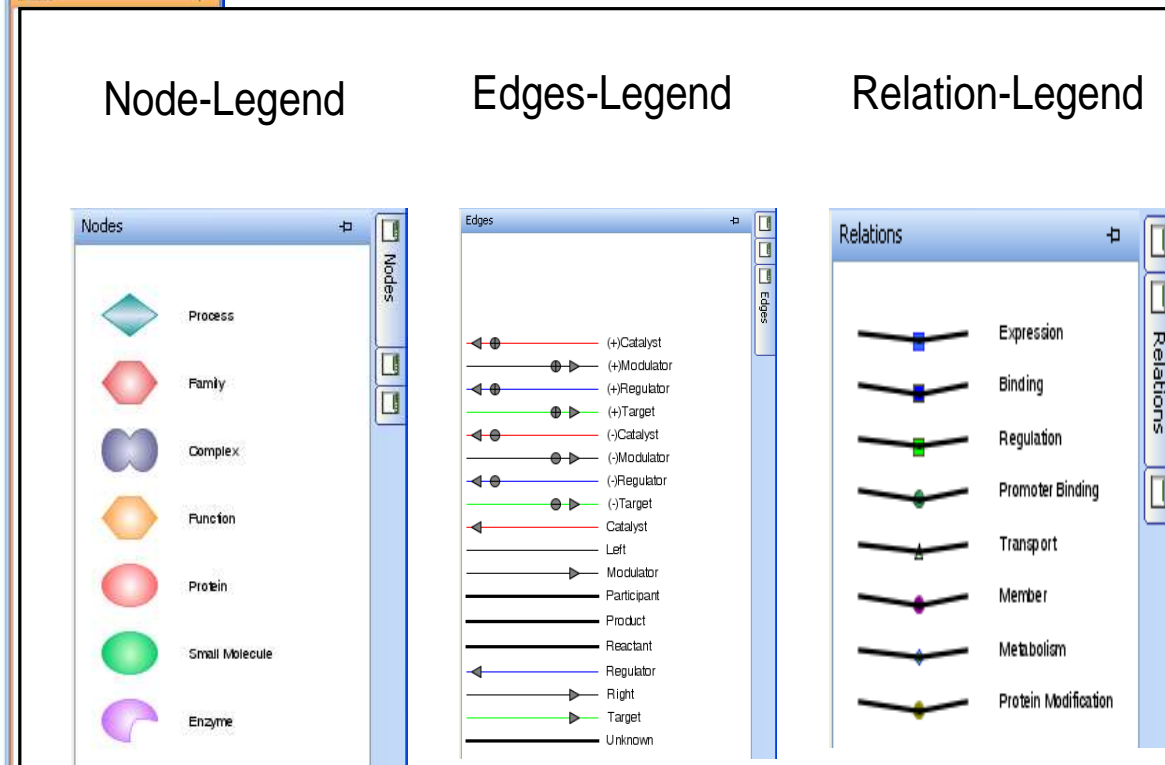 Node-Legend
Edges-Legend
Relation-Legend
Nodes
Nodes
Process
Family
Complex
Function
Protein
Small Molecule
Enzyme
Edges
Edges
(+)Catalyst
(+)Modulator
(+)Regulator
(+)Target
(-)Catalyst
(-)Modulator
(-)Regulator
(-)Target
Catalyst
Left
Modulator
Participant
Product
Reactant
Regulator
Right
Target
Unknown
Relations
Relations
Expression
Binding
Regulation
Promoter Binding
Transport
Member
Metabolism
Protein Modification